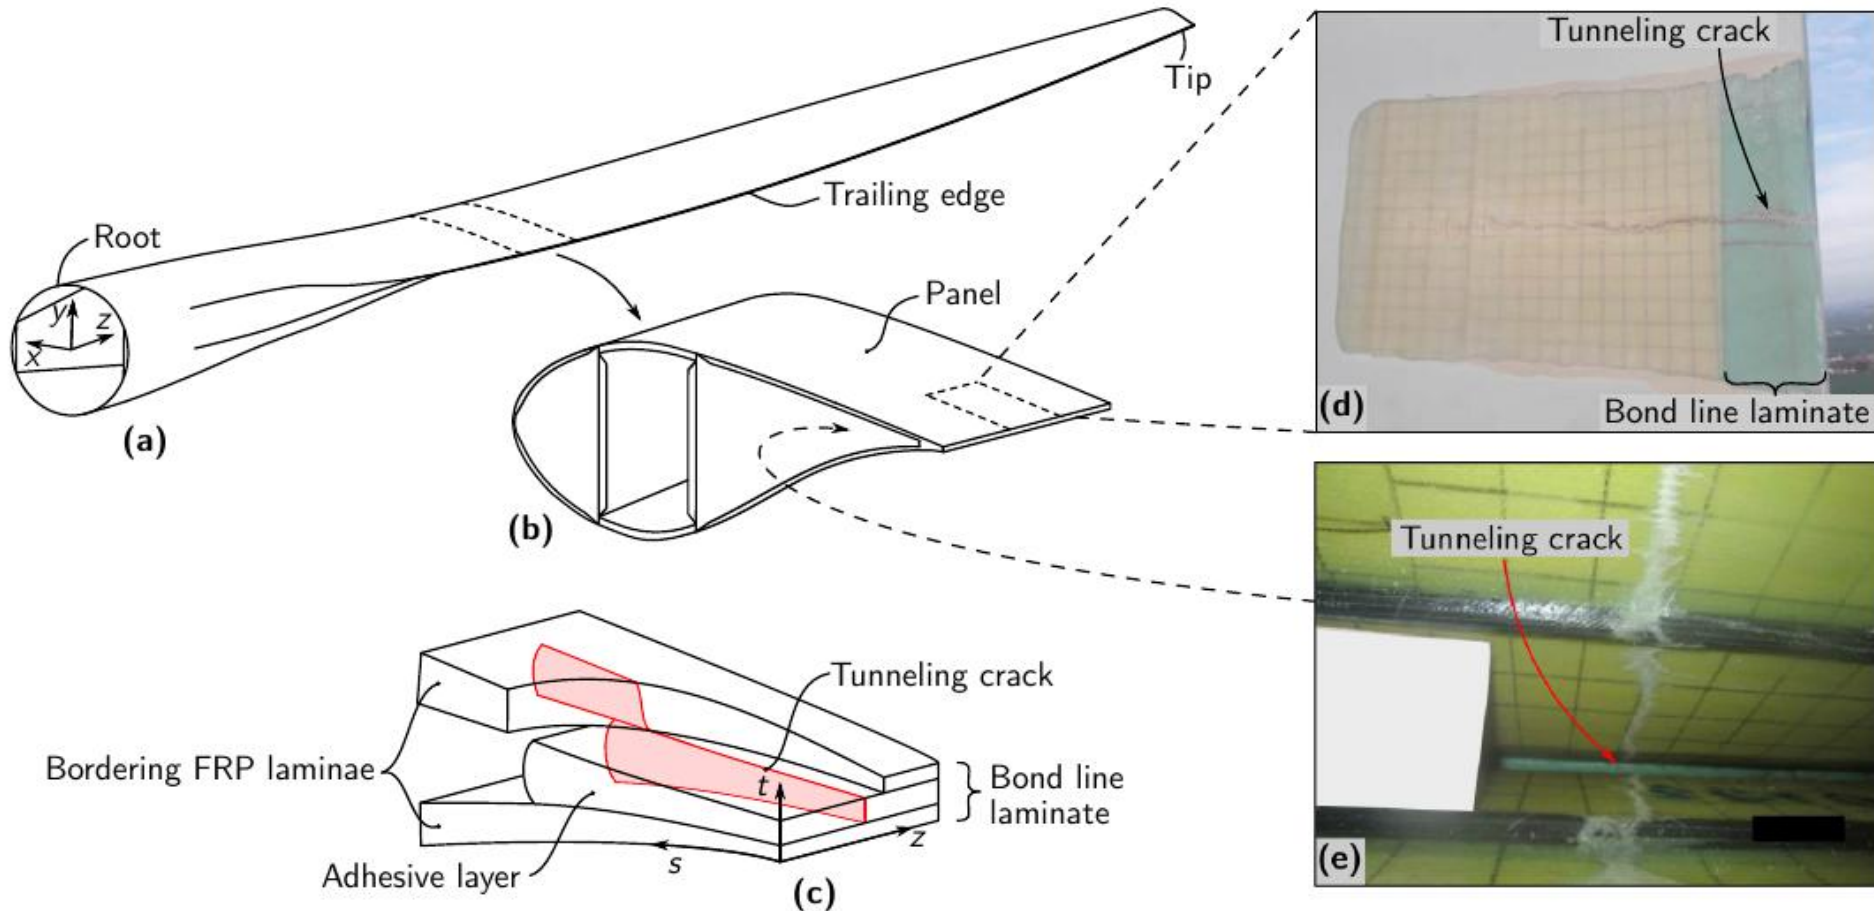 Root
y
z
x
(a)
Tip
Trailing edge
Panel
(b)
Tunneling crack
t
Bordering FRP laminae
Bond line
laminate
Adhesive layer
s
z
(c)
Tunneling crack
(d)
Bond line laminate
Tunneling crack
(e)